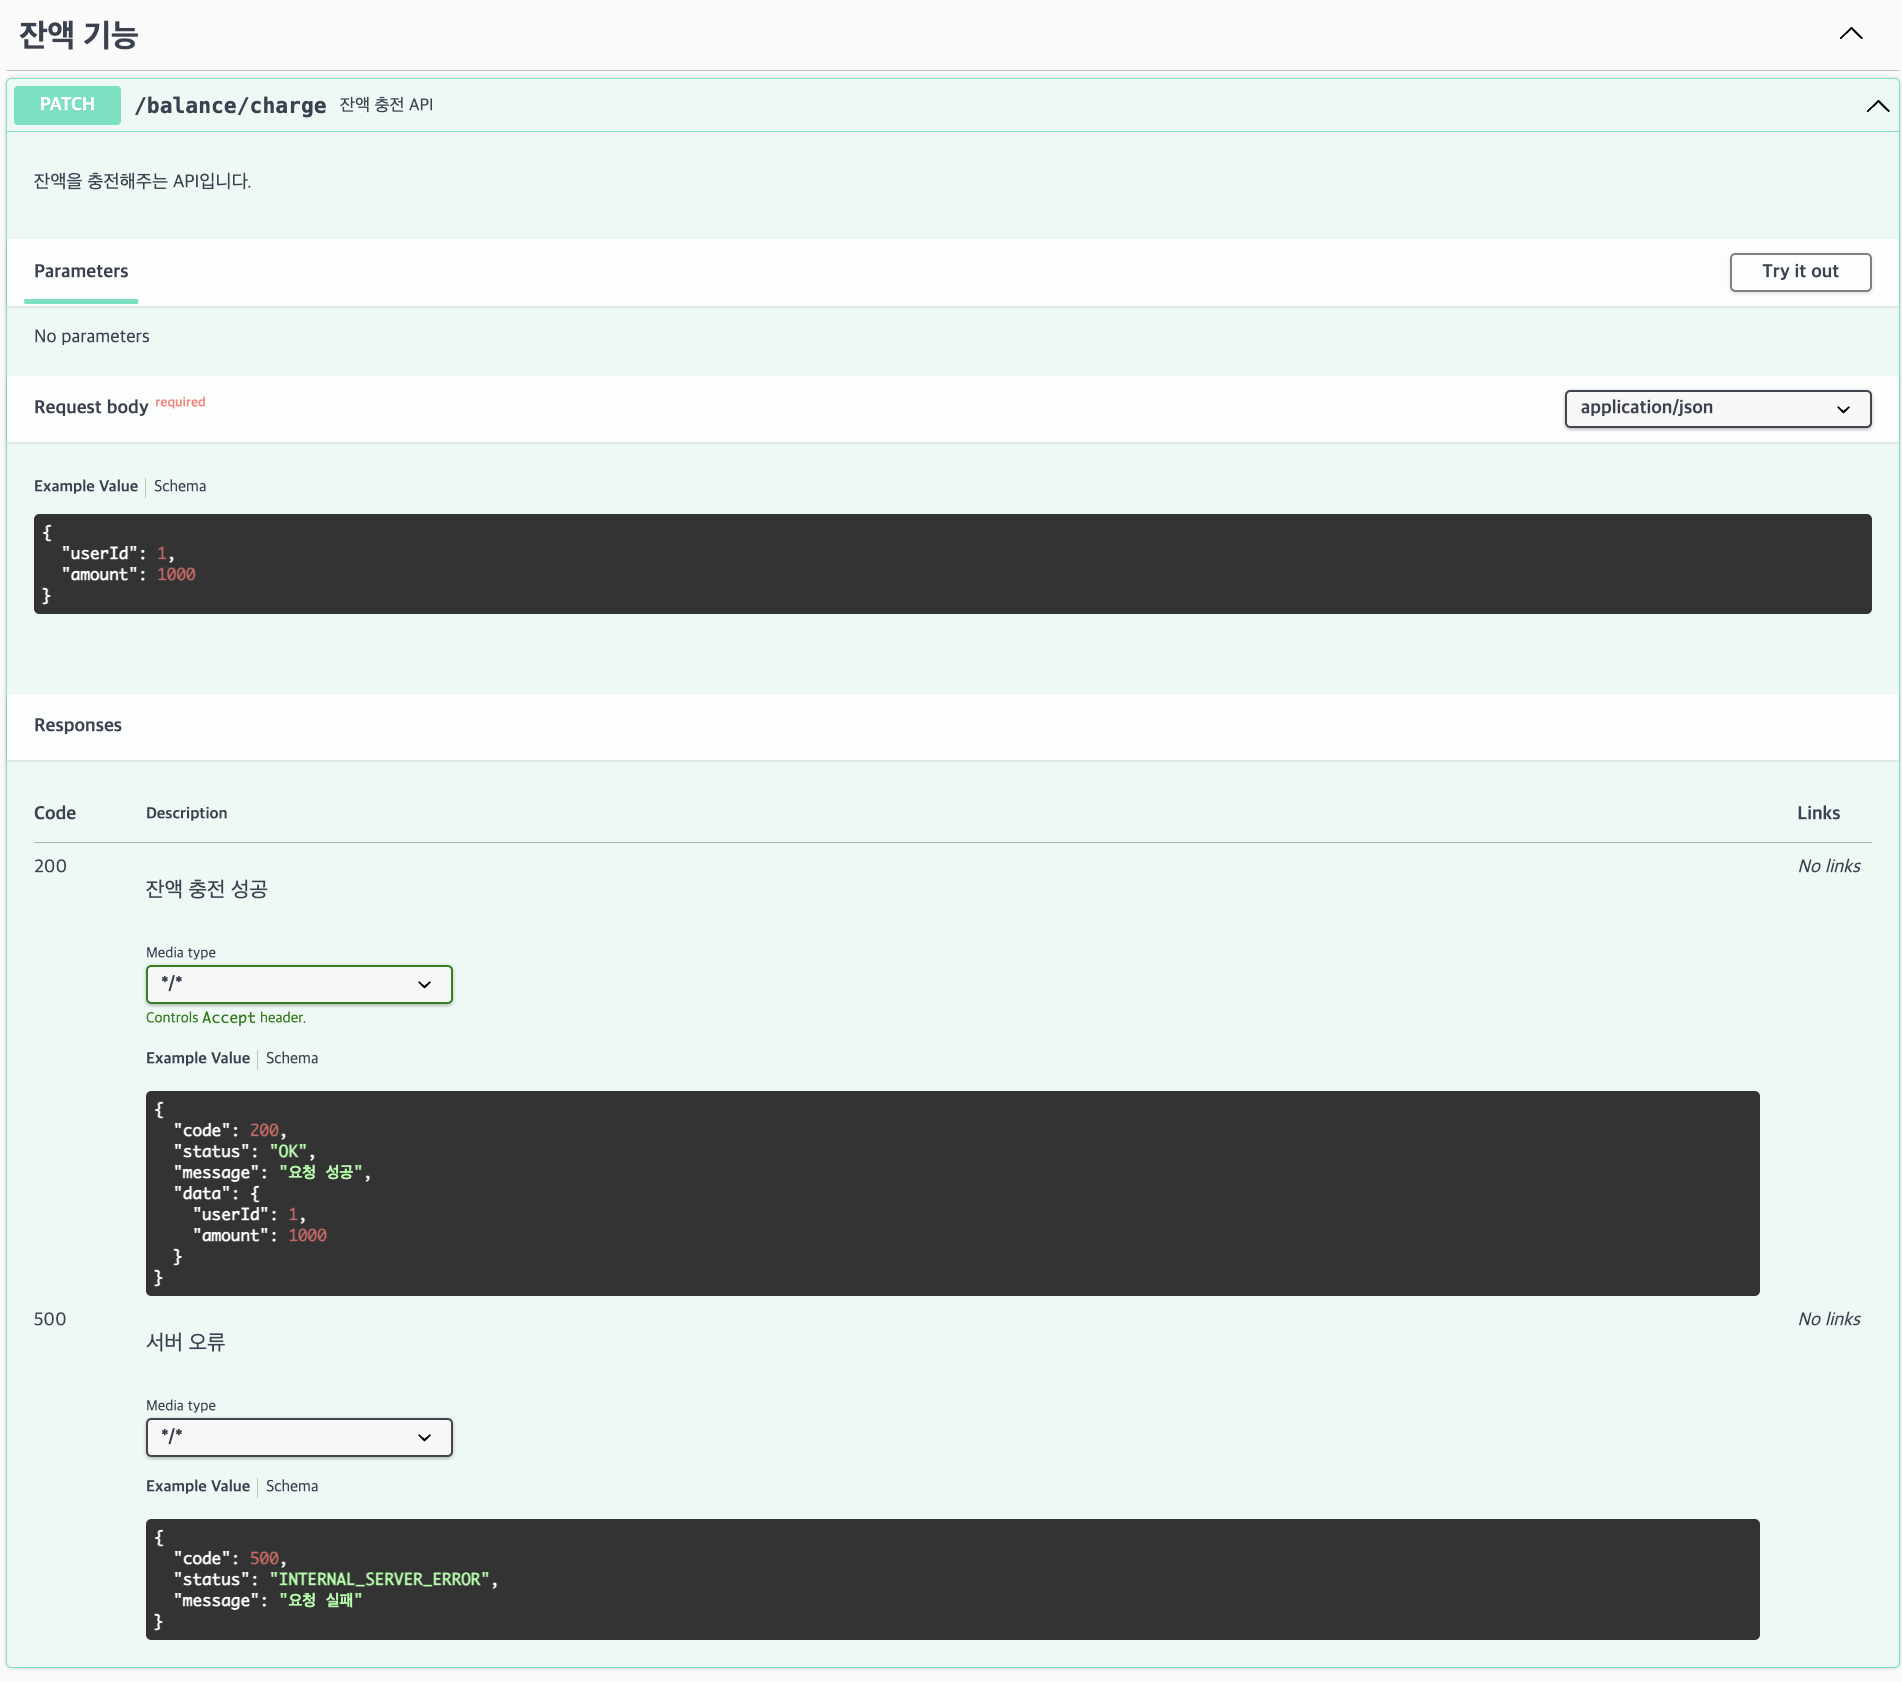 잔액 기능
PATCH /balance/charge 잔액 충전 API
잔액을 충전해주는 API입니다.
Parameters Try it out
No parameters
Request body required application/json
Example Value Schema
{
  "userId": 1,
  "amount": 1000
}
Responses
Code Description Links
200 No links
잔액 충전 성공
Media type
*/*
Controls Accept header.
Example Value Schema
{
  "code": 200,
  "status": "OK",
  "message": "요청 성공",
  "data": {
    "userId": 1,
    "amount": 1000
  }
}
500 No links
서버 오류
Media type
*/*
Example Value Schema
{
  "code": 500,
  "status": "INTERNAL_SERVER_ERROR",
  "message": "요청 실패"
}